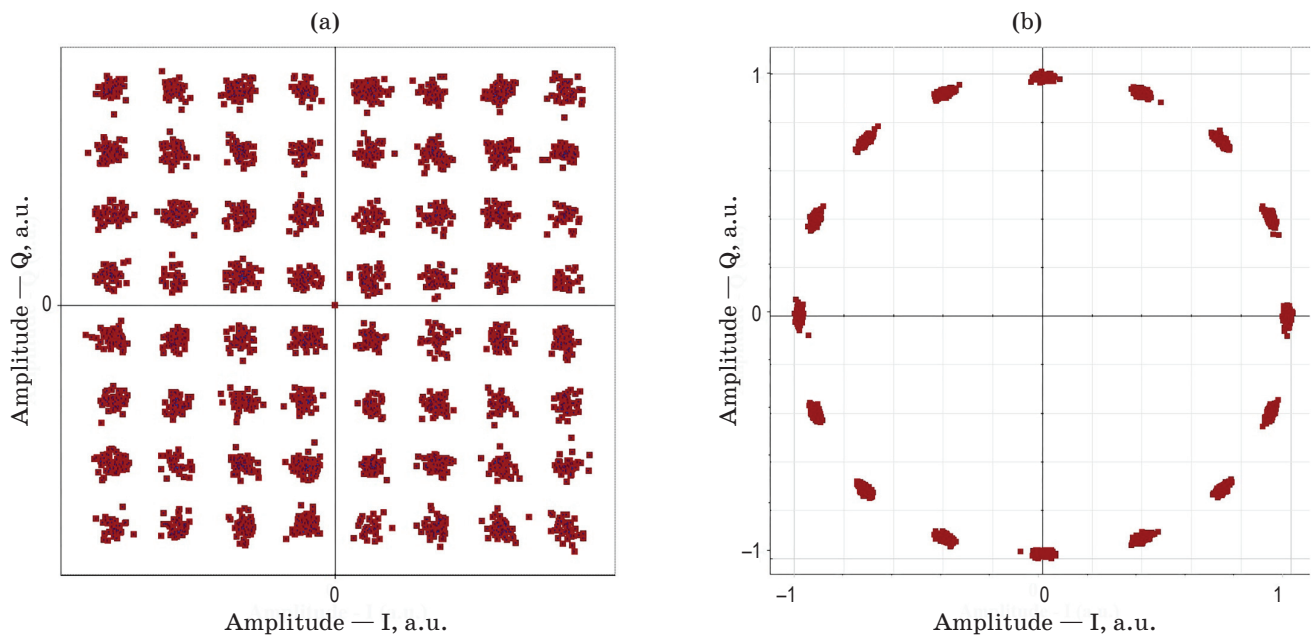 (a)
Amplitude — Q, a.u.
0
0
Amplitude — I, a.u.
(b)
Amplitude — Q, a.u.
1
0
−1
−1
0
1
Amplitude — I, a.u.